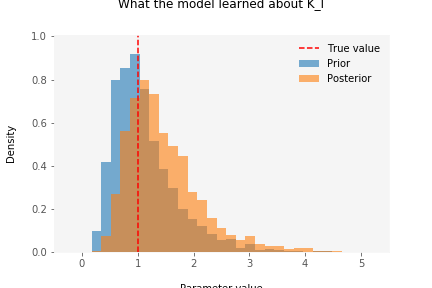 What the model learned about K_I
1.0
0.8
0.6
0.4
0.2
0.0
Density
True value
Prior
Posterior
0 1 2 3 4 5
Parameter value